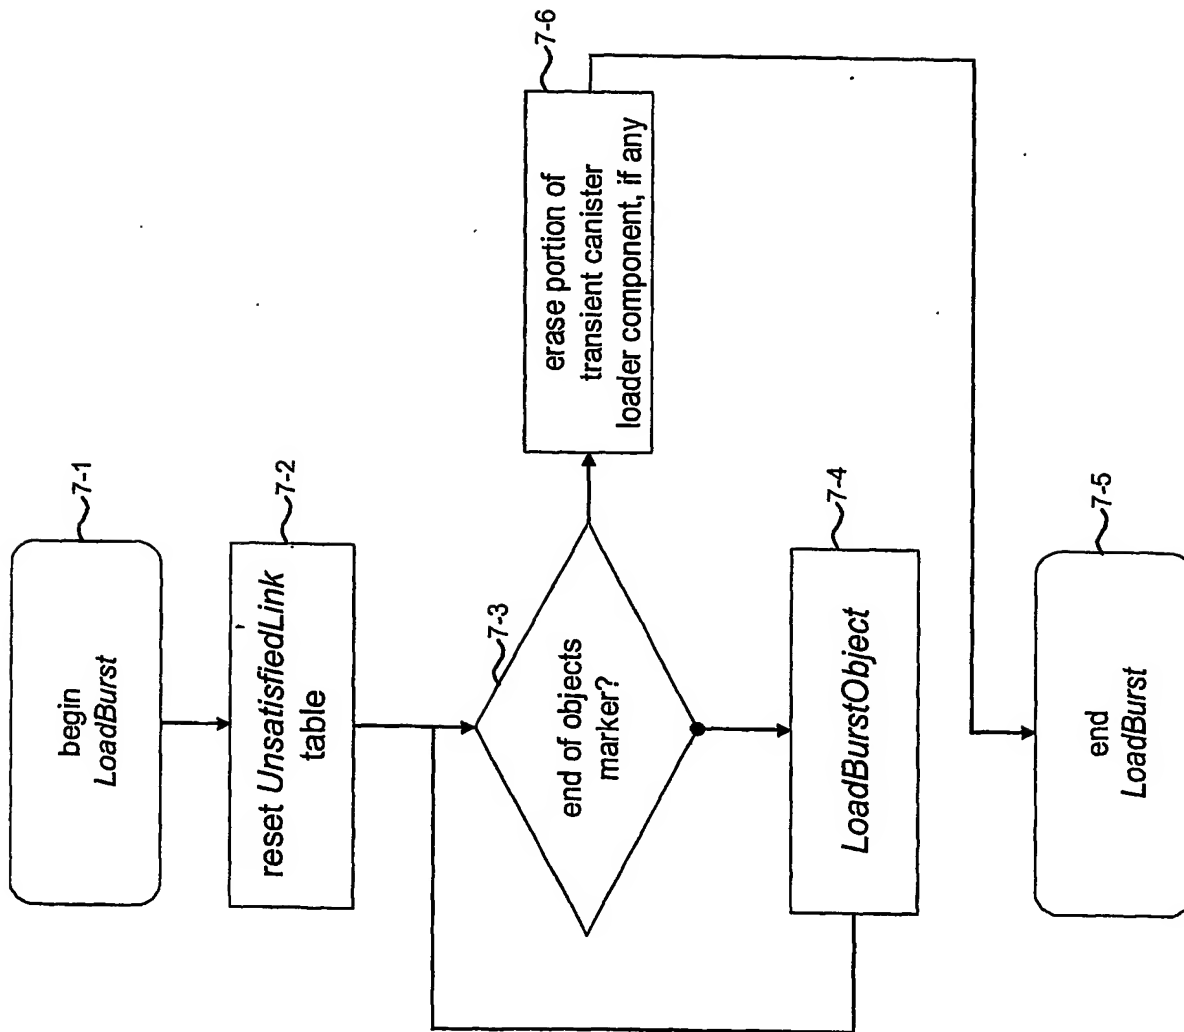 7-1
begin
LoadBurst
7-2
reset UnsatisfiedLink
table
7-3
end of objects
marker?
7-6
erase portion of
transient canister
loader component, if any
7-4
LoadBurstObject
7-5
end
LoadBurst